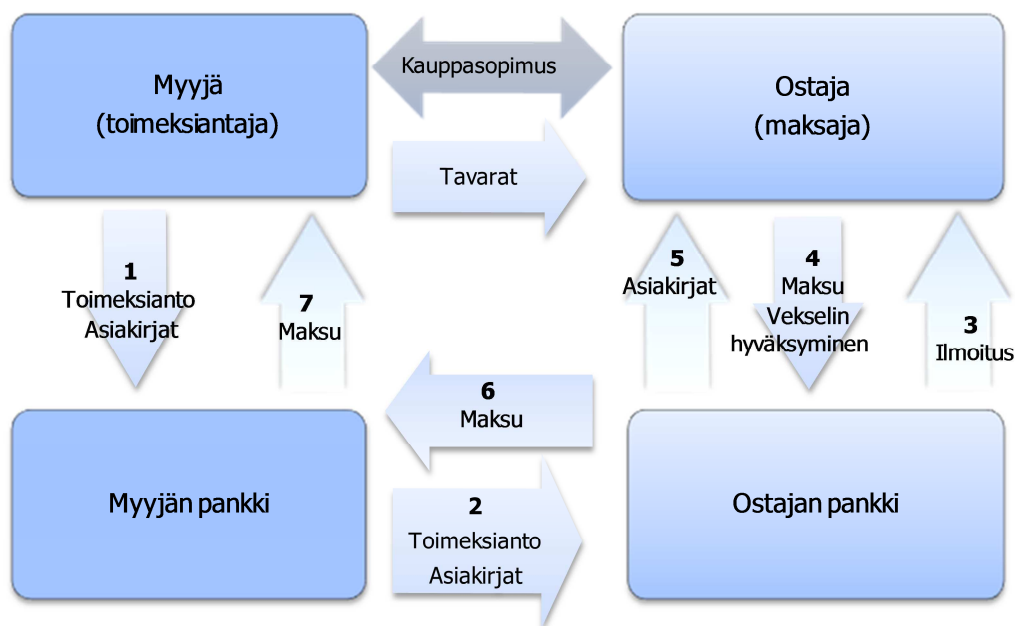 Myyjä
(toimeksiantaja)
Kauppasopimus
Ostaja
(maksaja)
Tavarat
1
Toimeksianto
Asiakirjat
7
Maksu
5
Asiakirjat
4
Maksu
Vekselin
hyväksyminen
3
Ilmoitus
6
Maksu
Myyjän pankki
2
Toimeksianto
Asiakirjat
Ostajan pankki